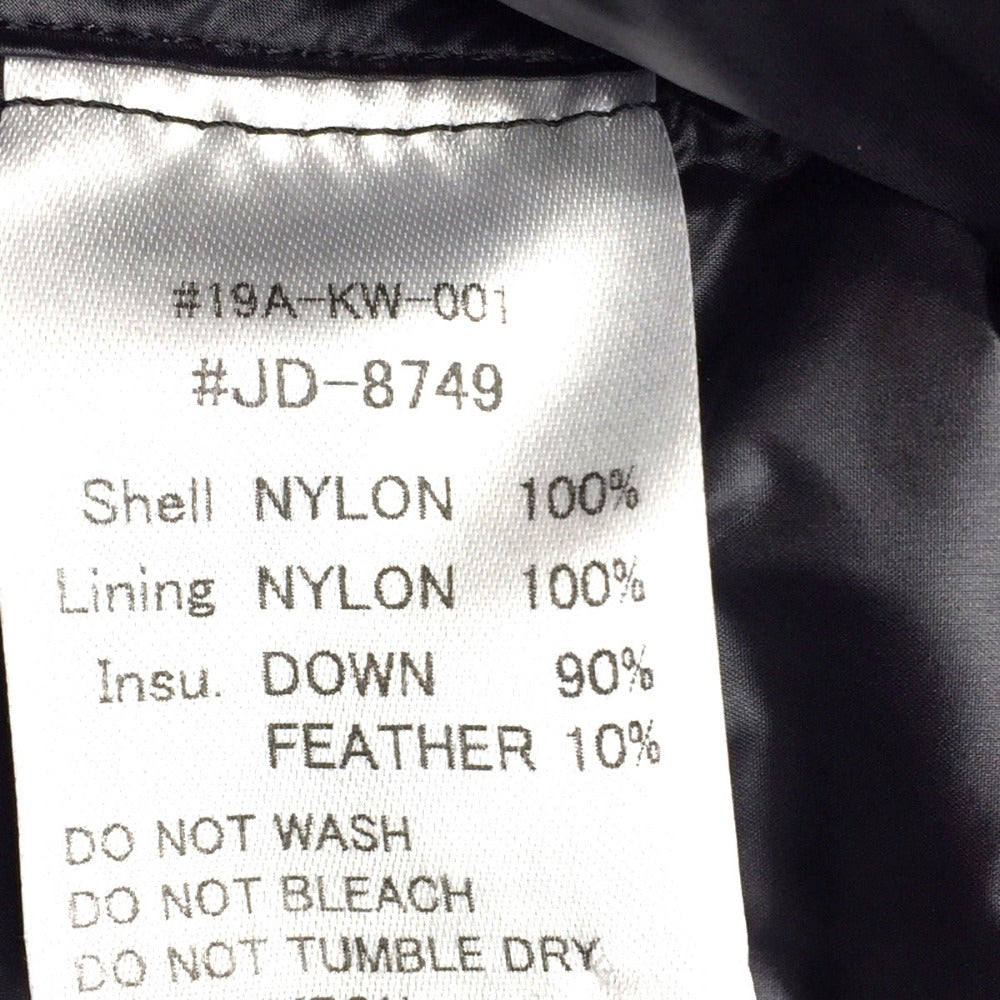 #19A-KW-001
#JD-8749
Shell NYLON 100%
Lining NYLON 100%
Insu. DOWN 90%
FEATHER 10%
DO NOT WASH
DO NOT BLEACH
DO NOT TUMBLE DRY